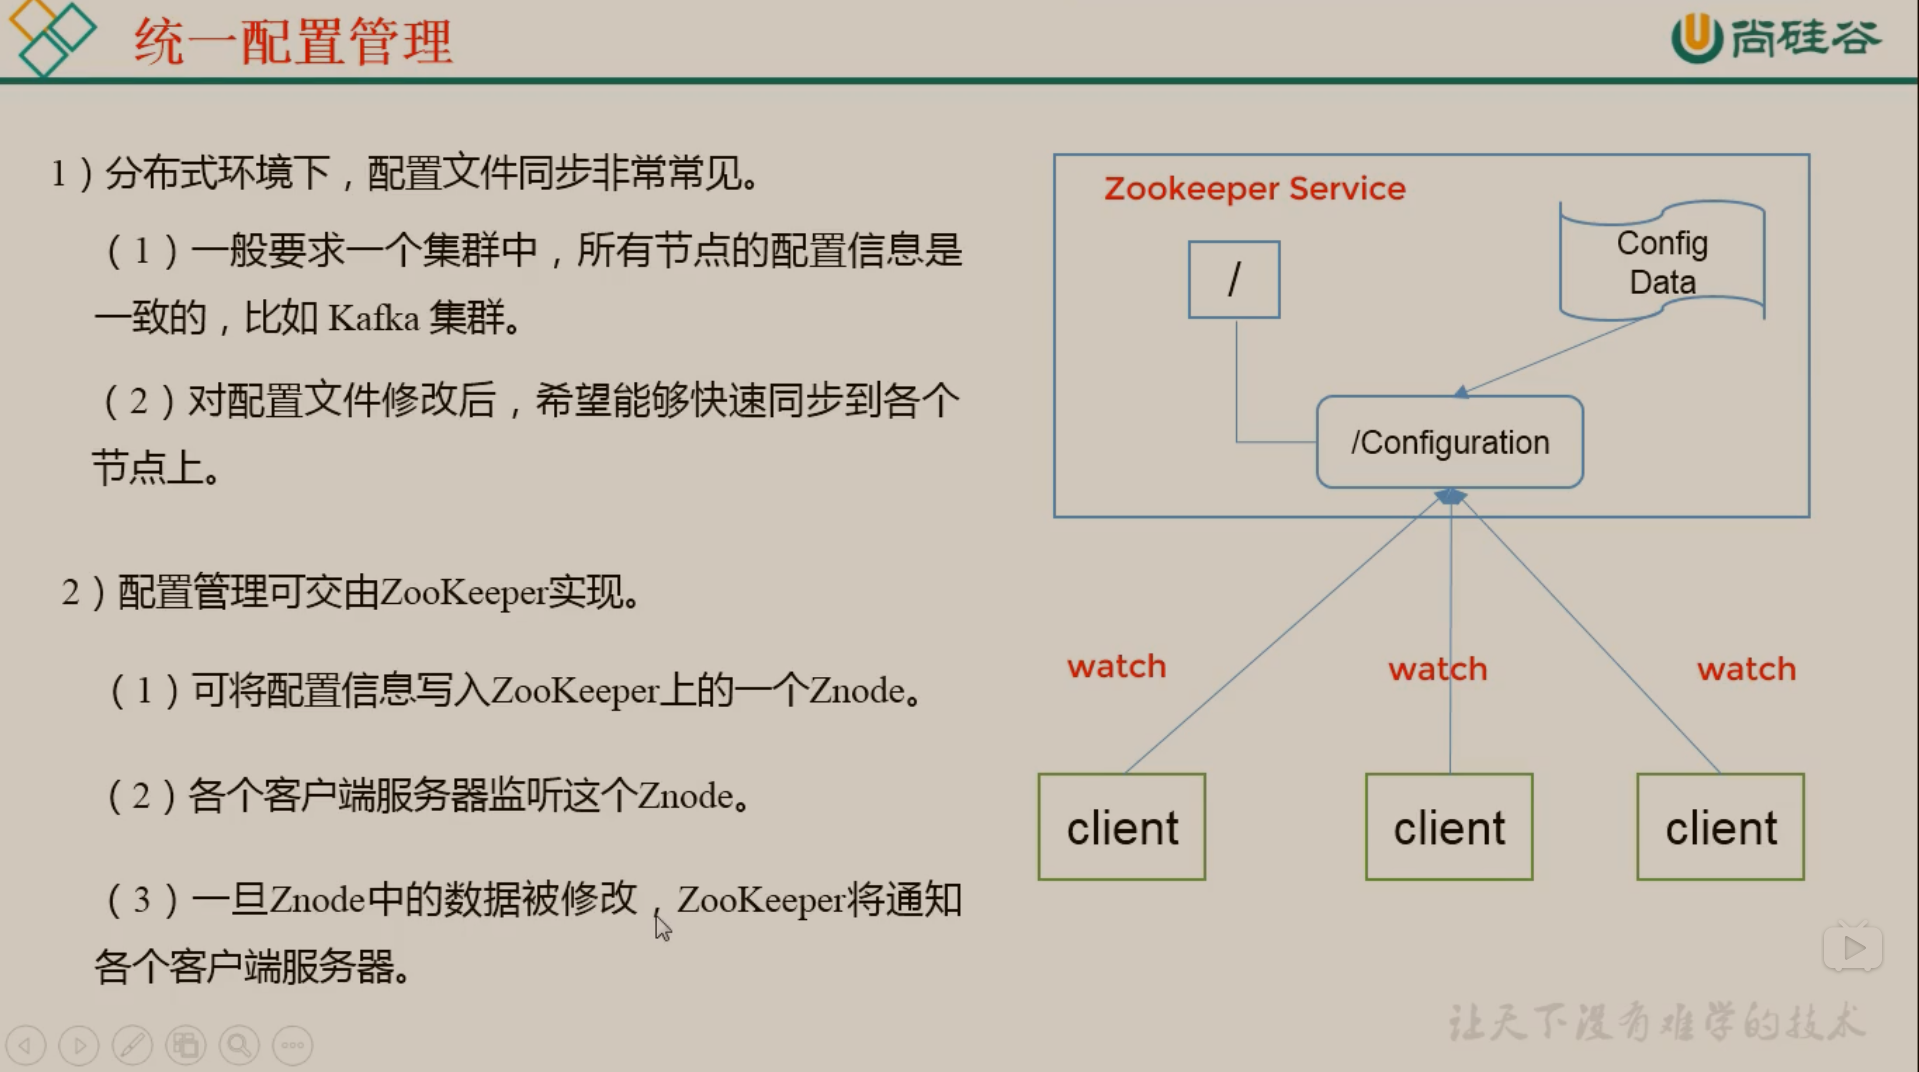 统一配置管理
尚硅谷
1）分布式环境下，配置文件同步非常常见。
（1）一般要求一个集群中，所有节点的配置信息是
一致的，比如 Kafka 集群。
（2）对配置文件修改后，希望能够快速同步到各个
节点上。
2）配置管理可交由ZooKeeper实现。
（1）可将配置信息写入ZooKeeper上的一个Znode。
（2）各个客户端服务器监听这个Znode。
（3）一旦Znode中的数据被修改，ZooKeeper将通知
各个客户端服务器。
Zookeeper Service
/
Config
Data
/Configuration
watch
watch
watch
client
client
client
让天下没有难学的技术